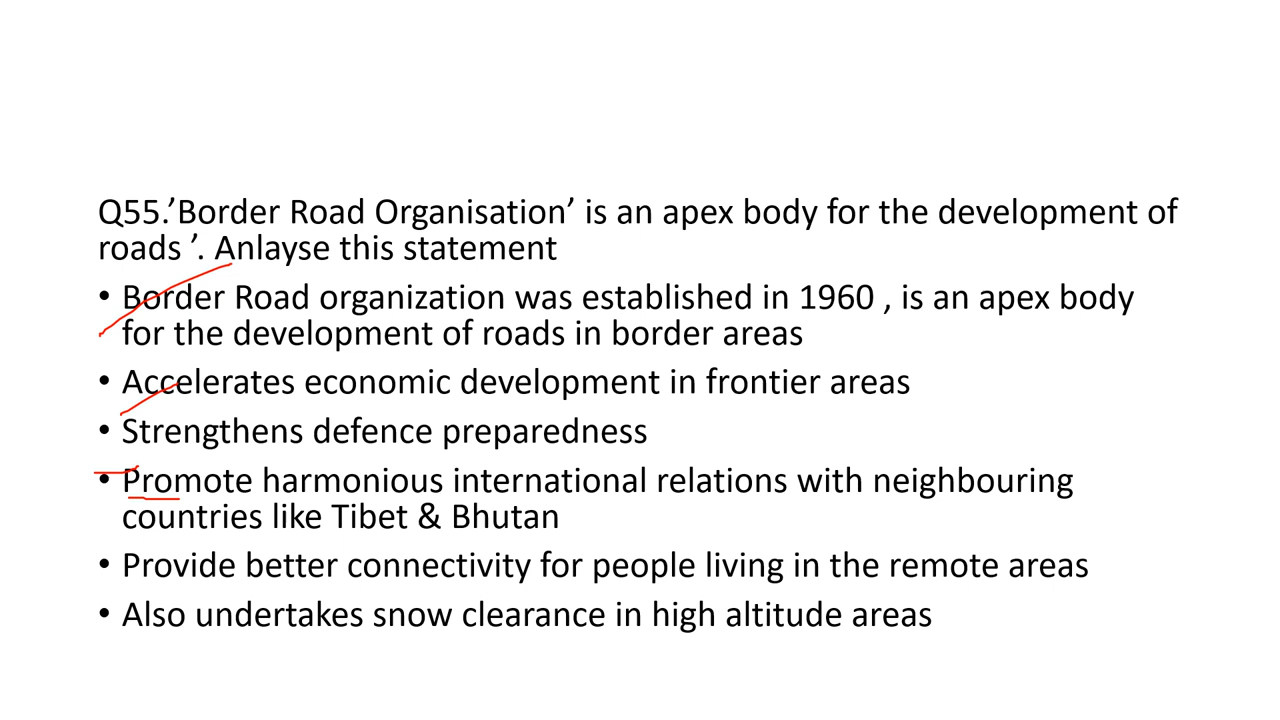 Q55.’Border Road Organisation’ is an apex body for the development of
roads ’. Anlayse this statement
• Border Road organization was established in 1960 , is an apex body
for the development of roads in border areas
• Accelerates economic development in frontier areas
• Strengthens defence preparedness
• Promote harmonious international relations with neighbouring
countries like Tibet & Bhutan
• Provide better connectivity for people living in the remote areas
• Also undertakes snow clearance in high altitude areas